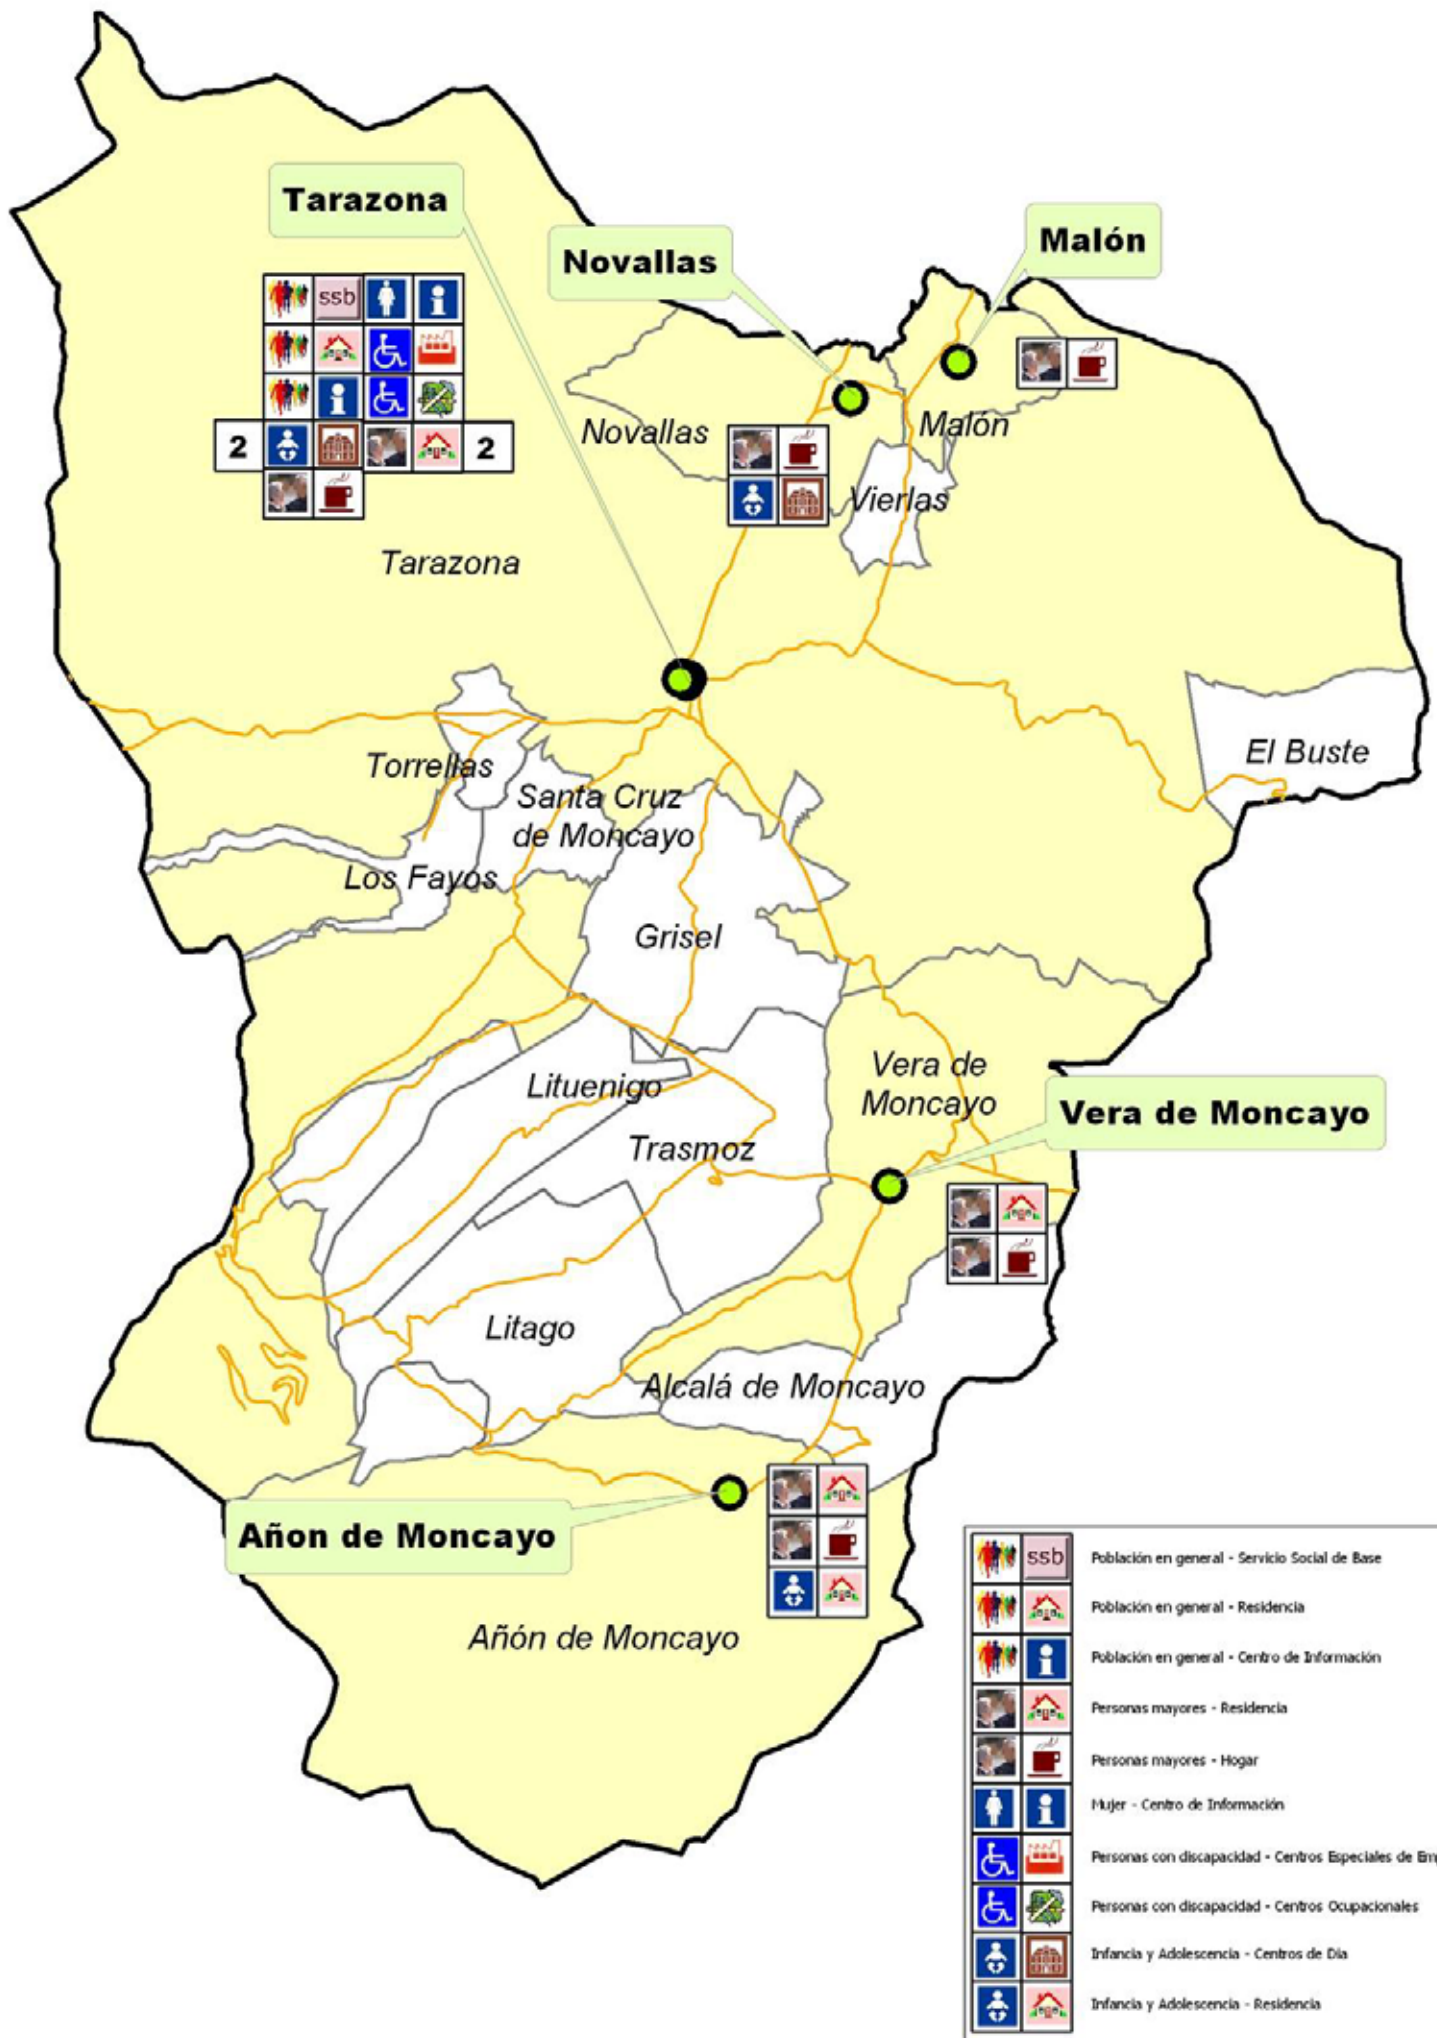 Tarazona
Novallas
Malón
ssb
Novallas
Malón
2
2
Vierlas
Tarazona
El Buste
Torrellas
Santa Cruz
de Moncayo
Los Fayos
Grisel
Vera de
Moncayo
Lituenigo
Vera de Moncayo
Trasmoz
Litago
Alcalá de Moncayo
Añon de Moncayo
Añón de Moncayo
ssb Población en general - Servicio Social de Base
Población en general - Residencia
Población en general - Centro de Información
Personas mayores - Residencia
Personas mayores - Hogar
Mujer - Centro de Información
Personas con discapacidad - Centros Especiales de Em
Personas con discapacidad - Centros Ocupacionales
Infancia y Adolescencia - Centros de Día
Infancia y Adolescencia - Residencia